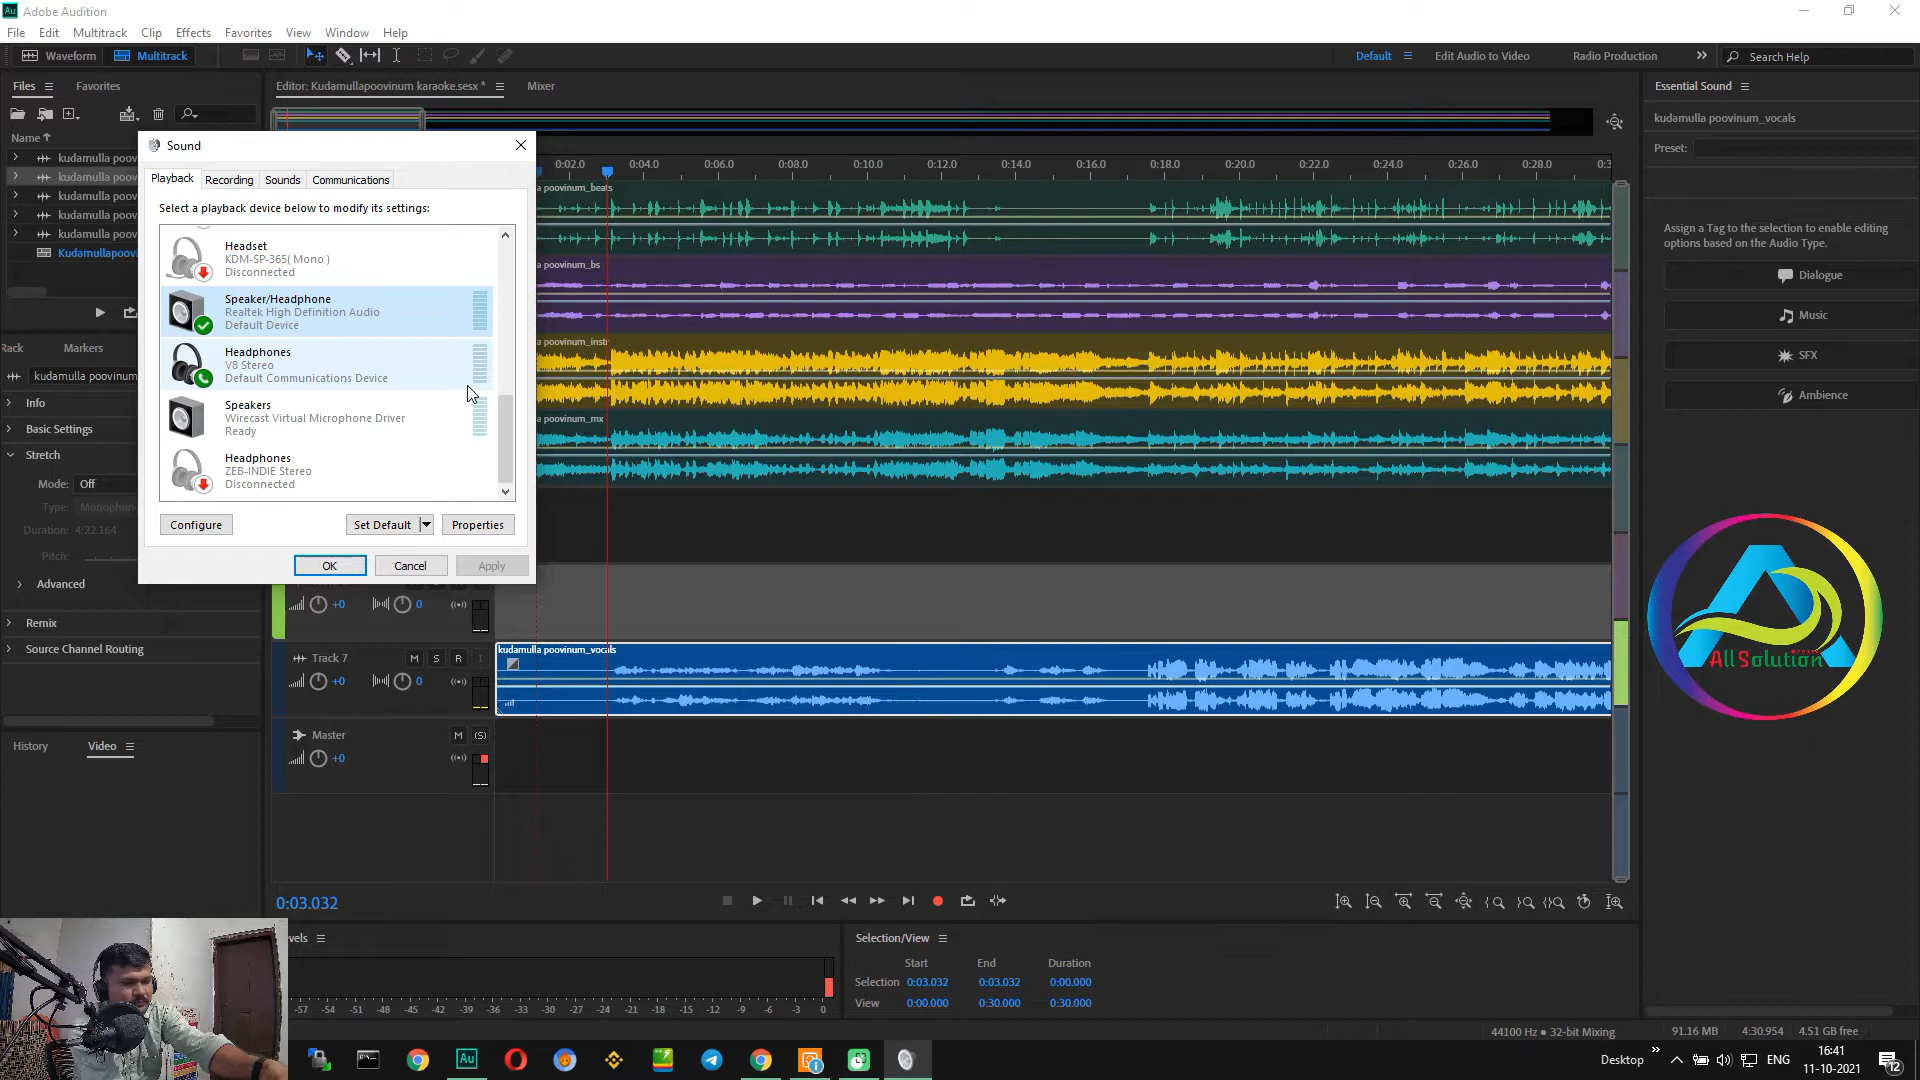 Au Adobe Audition
File Edit Multitrack Clip Effects Favorites View Window Help
Waveform Multitrack Default Edit Audio to Video Radio Production Search Help
Files Favorites Editor: Kudamullapoovinum karaoke.sesx * Mixer Essential Sound
kudamulla poovinum_vocals
Name
Preset:
kudamulla poov
kudamulla poov
kudamulla poov
kudamulla poov
kudamulla poov
Kudamullapoovi
Sound
Playback Recording Sounds Communications
Select a playback device below to modify its settings:
Headset
KDM-SP-365( Mono )
Disconnected
Speaker/Headphone
Realtek High Definition Audio
Default Device
Headphones
V8 Stereo
Default Communications Device
Speakers
Wirecast Virtual Microphone Driver
Ready
Headphones
ZEB-INDIE Stereo
Disconnected
Configure Set Default Properties
OK Cancel Apply
0:02.0 0:04.0 0:06.0 0:08.0 0:10.0 0:12.0 0:14.0 0:16.0 0:18.0 0:20.0 0:22.0 0:24.0 0:26.0 0:28.0 0:3
a poovinum_beats
a poovinum_bs
a poovinum_instr
a poovinum_mx
Assign a Tag to the selection to enable editing
options based on the Audio Type.
Dialogue
Music
SFX
Ambience
Rack Markers
kudamulla poovinum
Info
Basic Settings
Stretch
Mode: Off
Type: Monophon
Duration: 4:22.164
Pitch:
Advanced
Remix
Source Channel Routing
+0 0
Track 7 M S R I
+0 0
kudamulla poovinum_vocals
Master M (S)
+0
All Solution
History Video
0:03.032
evels
-57 -54 -51 -48 -45 -42 -39 -36 -33 -30 -27 -24 -21 -18 -15 -12 -9 -6 -3 0
Selection/View
Start End Duration
Selection 0:03.032 0:03.032 0:00.000
View 0:00.000 0:30.000 0:30.000
44100 Hz • 32-bit Mixing 91.16 MB 4:30.954 4.51 GB free
Au
Desktop ENG 16:41
11-10-2021
12